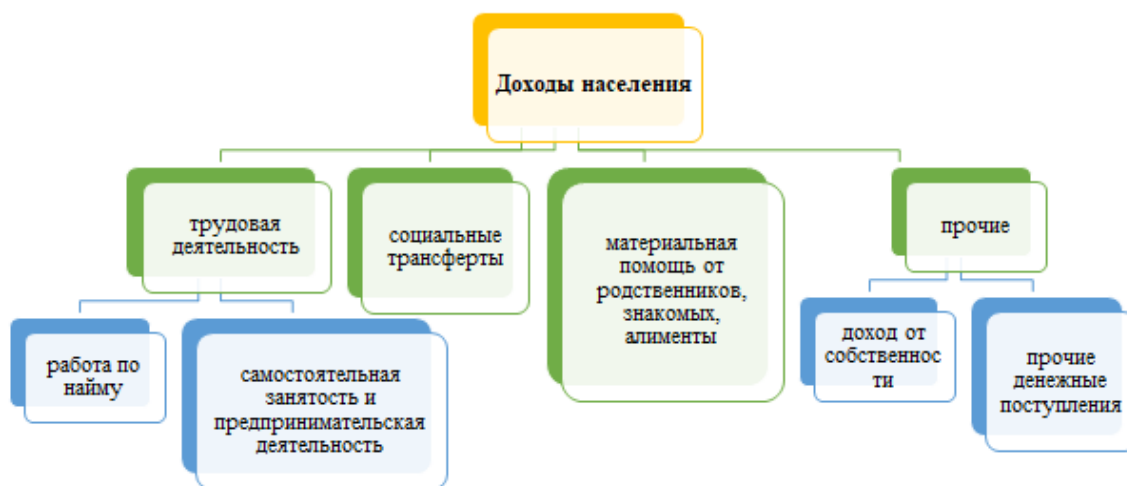 Доходы населения
трудовая
деятельность
социальные
трансферты
материальная
помощь от
родственников,
знакомых,
алименты
прочие
работа по
найму
самостоятельная
занятость и
предпринимательская
деятельность
доход от
собственнос
ти
прочие
денежные
поступления